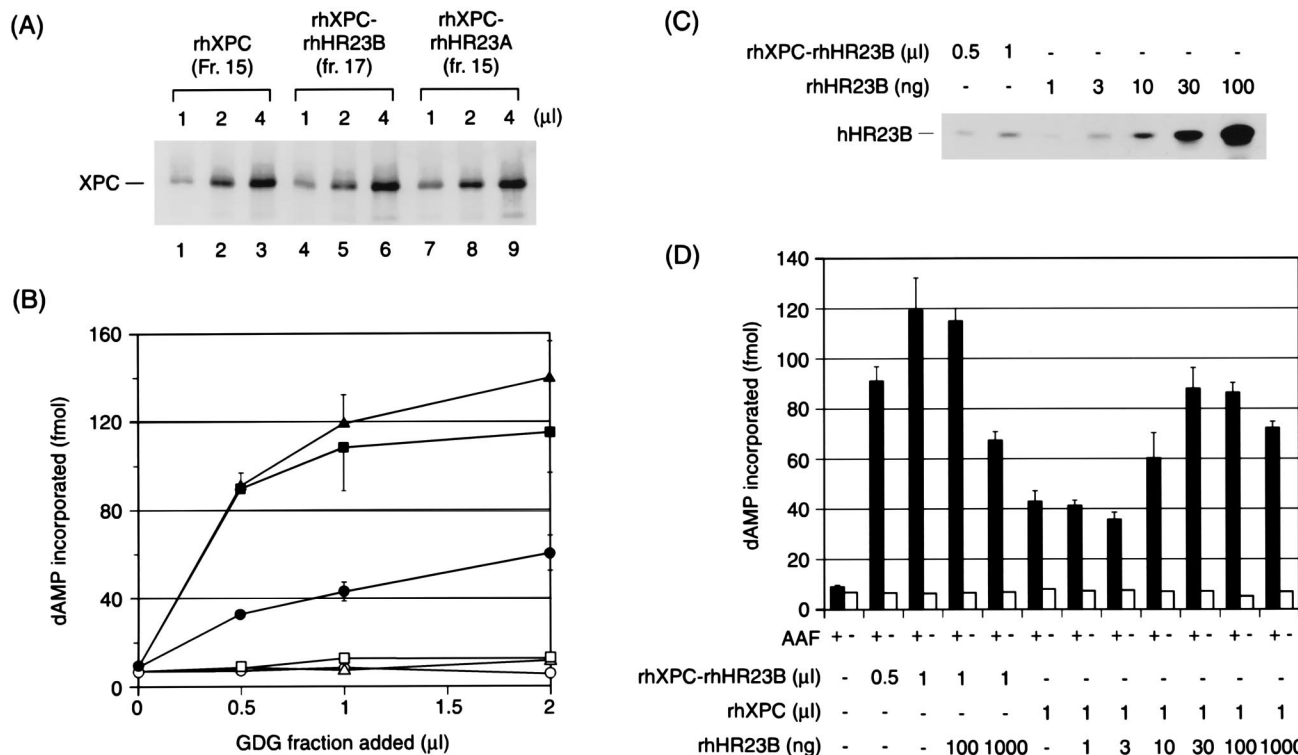 (A)
rhXPC
(Fr. 15)
rhXPC-
rhHR23B
(fr. 17)
rhXPC-
rhHR23A
(fr. 15)
1 2 4 1 2 4 1 2 4 (μl)
XPC
1 2 3 4 5 6 7 8 9
(B)
160
120
80
40
0
dAMP incorporated (fmol)
0 0.5 1 1.5 2
GDG fraction added (μl)
(C)
rhXPC-rhHR23B (μl) 0.5 1 - - - - -
rhHR23B (ng) - - 1 3 10 30 100
hHR23B
(D)
140
120
100
80
60
40
20
0
dAMP incorporated (fmol)
AAF + - + - + - + - + - + - + - + - + - + - + - + -
rhXPC-rhHR23B (μl) - 0.5 1 1 1 - - - - - - -
rhXPC (μl) - - - - - 1 1 1 1 1 1 1
rhHR23B (ng) - - - 100 1000 - 1 3 10 30 100 1000